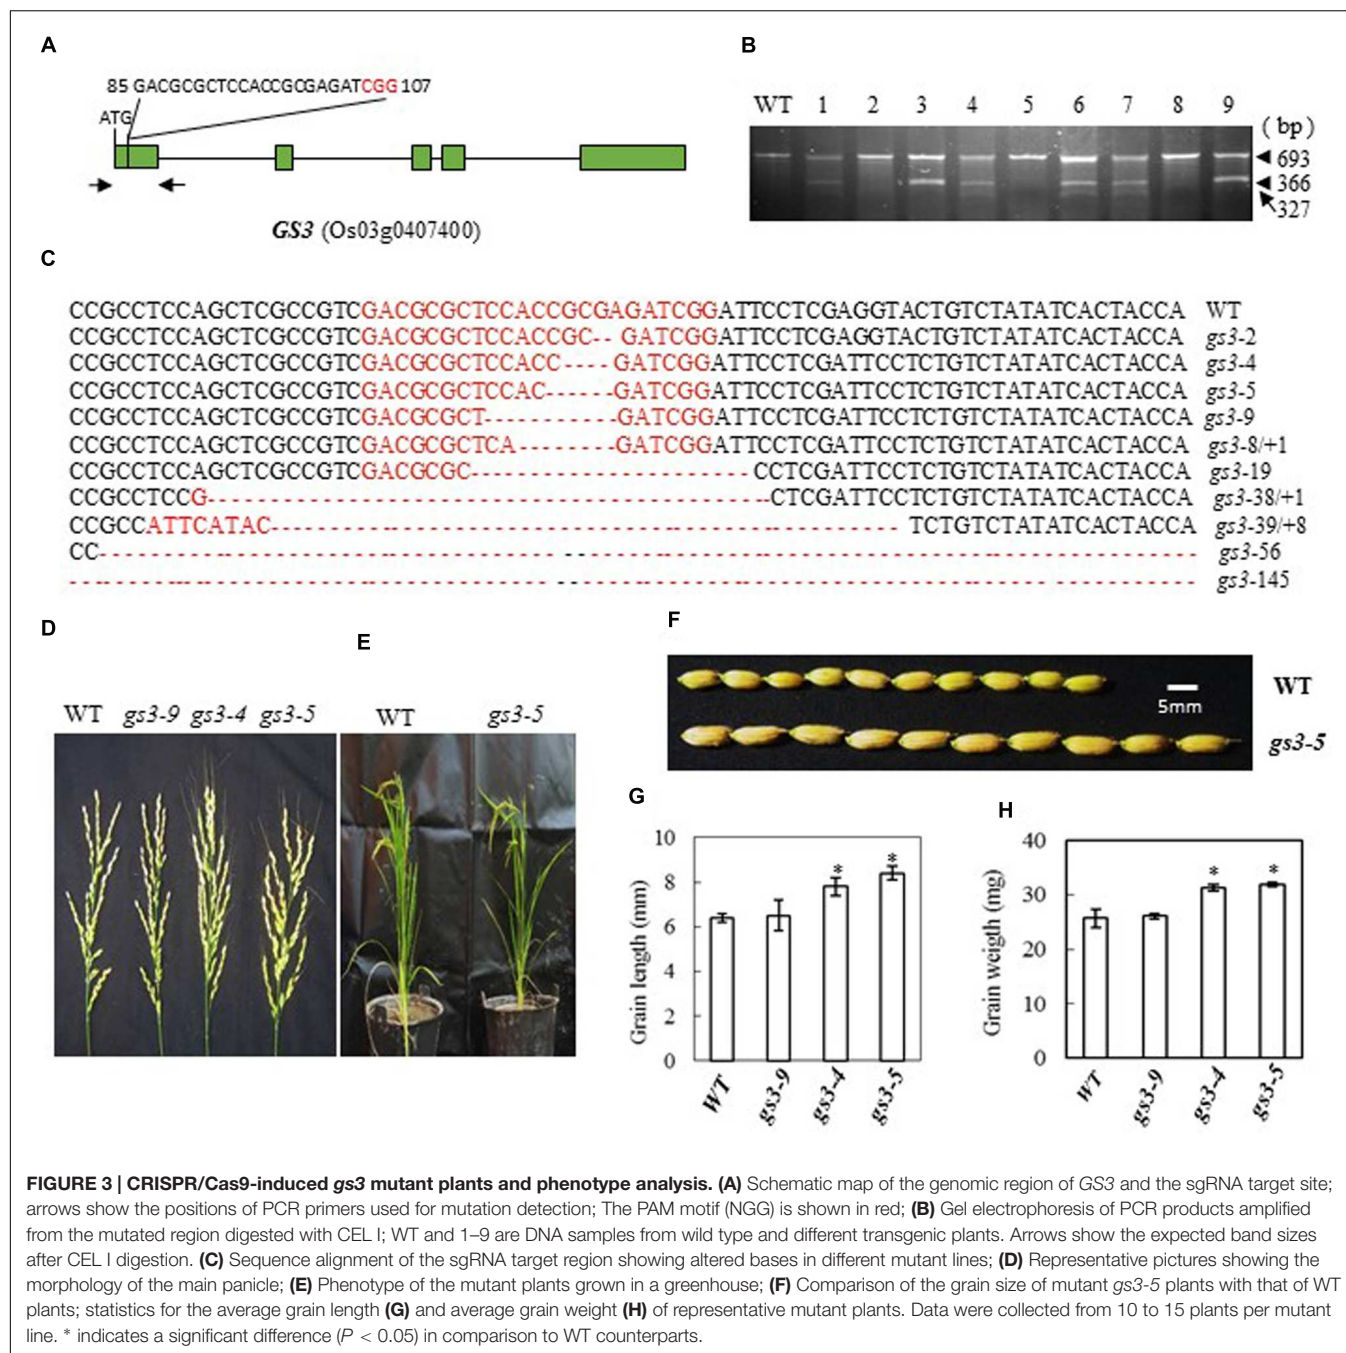 A
85 GACGCGCTCCACCGCGAGATCGG 107
ATG
GS3 (Os03g0407400)
B
WT 1 2 3 4 5 6 7 8 9
( bp)
693
366
327
C
CCGCCTCCAGCTCGCCGTCGACGCGCTCCACCGCGAGATCGGATTCCTCGAGGTACTGTCTATATCACTACCA WT
CCGCCTCCAGCTCGCCGTCGACGCGCTCCACCGC-- GATCGGATTCCTCGAGGTACTGTCTATATCACTACCA gs3-2
CCGCCTCCAGCTCGCCGTCGACGCGCTCCACC----GATCGGATTCCTCGATTCCTCTGTCTATATCACTACCA gs3-4
CCGCCTCCAGCTCGCCGTCGACGCGCTCCAC------GATCGGATTCCTCGATTCCTCTGTCTATATCACTACCA gs3-5
CCGCCTCCAGCTCGCCGTCGACGCGCT-----------GATCGGATTCCTCGATTCCTCTGTCTATATCACTACCA gs3-9
CCGCCTCCAGCTCGCCGTCGACGCGCTCA--------GATCGGATTCCTCGATTCCTCTGTCTATATCACTACCA gs3-8/+1
CCGCCTCCAGCTCGCCGTCGACGCGC------------------------------CCTCGATTCCTCTGTCTATATCACTACCA gs3-19
CCGCCTCCG------------------------------------------------------------CTCGATTCCTCTGTCTATATCACTACCA gs3-38/+1
CCGCCATTCATAC--------------------------------------------------------------------TCTGTCTATATCACTACCA gs3-39/+8
CC---------------------------------------------------------------------------------------------------- gs3-56
------------------------------------------------------------------------------------------------------ gs3-145
D
WT gs3-9 gs3-4 gs3-5
E
WT gs3-5
F
WT
5mm
gs3-5
G
Grain length (mm)
10
8
6
4
2
0
* *
WT gs3-9 gs3-4 gs3-5
H
Grain weigth (mg)
40
30
20
10
0
* *
WT gs3-9 gs3-4 gs3-5
FIGURE 3 | CRISPR/Cas9-induced gs3 mutant plants and phenotype analysis. (A) Schematic map of the genomic region of GS3 and the sgRNA target site;
arrows show the positions of PCR primers used for mutation detection; The PAM motif (NGG) is shown in red; (B) Gel electrophoresis of PCR products amplified
from the mutated region digested with CEL I; WT and 1–9 are DNA samples from wild type and different transgenic plants. Arrows show the expected band sizes
after CEL I digestion. (C) Sequence alignment of the sgRNA target region showing altered bases in different mutant lines; (D) Representative pictures showing the
morphology of the main panicle; (E) Phenotype of the mutant plants grown in a greenhouse; (F) Comparison of the grain size of mutant gs3-5 plants with that of WT
plants; statistics for the average grain length (G) and average grain weight (H) of representative mutant plants. Data were collected from 10 to 15 plants per mutant
line. * indicates a significant difference (P < 0.05) in comparison to WT counterparts.